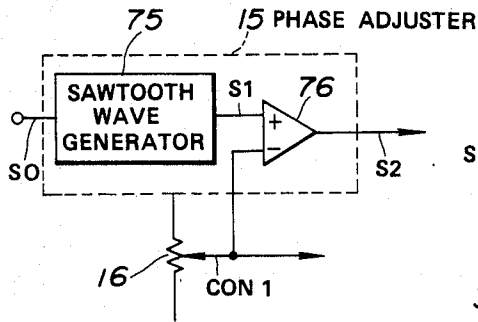 75
15 PHASE ADJUSTER
SAWTOOTH
WAVE
GENERATOR
S1
76
+
−
SO
S2
S
16
CON 1